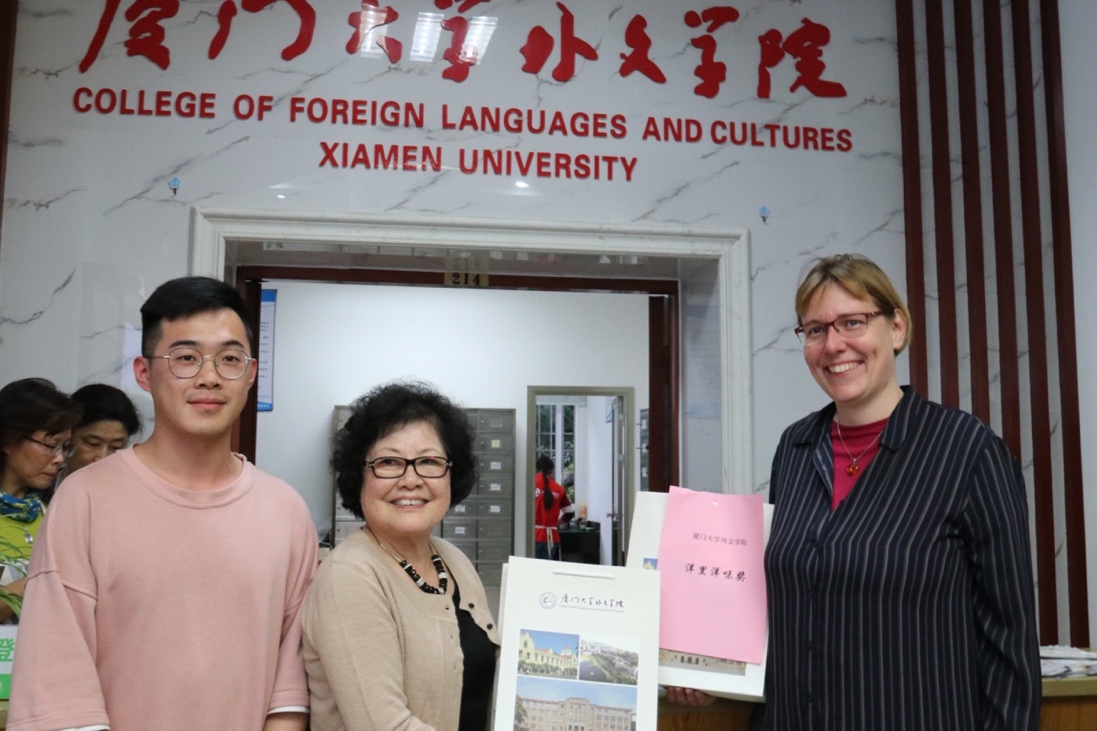 厦门大学外文学院
COLLEGE OF FOREIGN LANGUAGES AND CULTURES
XIAMEN UNIVERSITY
214
厦门大学外文学院
厦门大学外文学院
洋里洋味奖
登